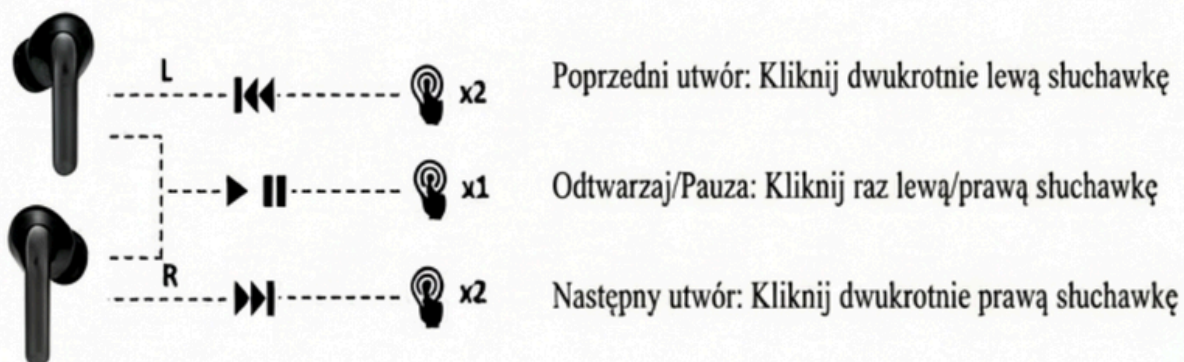 L x2 Poprzedni utwór: Kliknij dwukrotnie lewą słuchawkę
x1 Odtwarzaj/Pauza: Kliknij raz lewą/prawą słuchawkę
R x2 Następny utwór: Kliknij dwukrotnie prawą słuchawkę